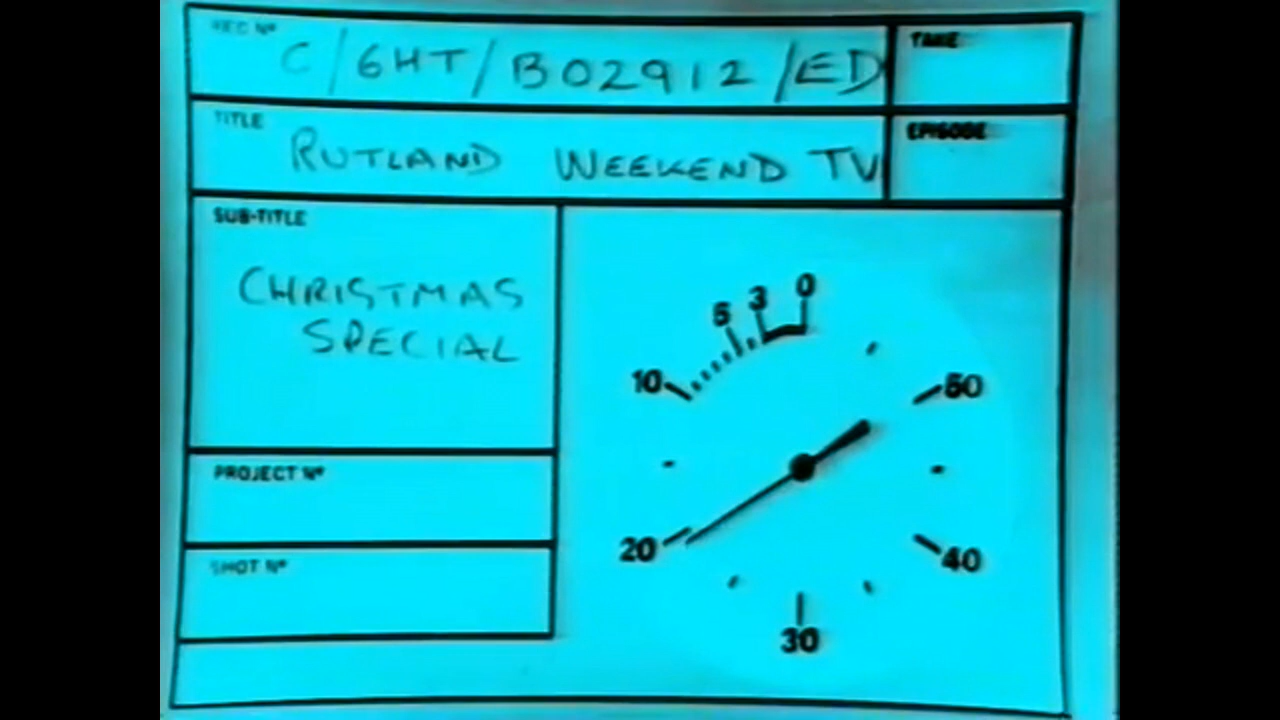 REC Nº C/6HT/B02912/ED
TAKE
TITLE RUTLAND WEEKEND TV
EPISODE
SUB-TITLE
CHRISTMAS
SPECIAL
PROJECT Nº
SHOT Nº
0
3
5
10
20
30
40
50